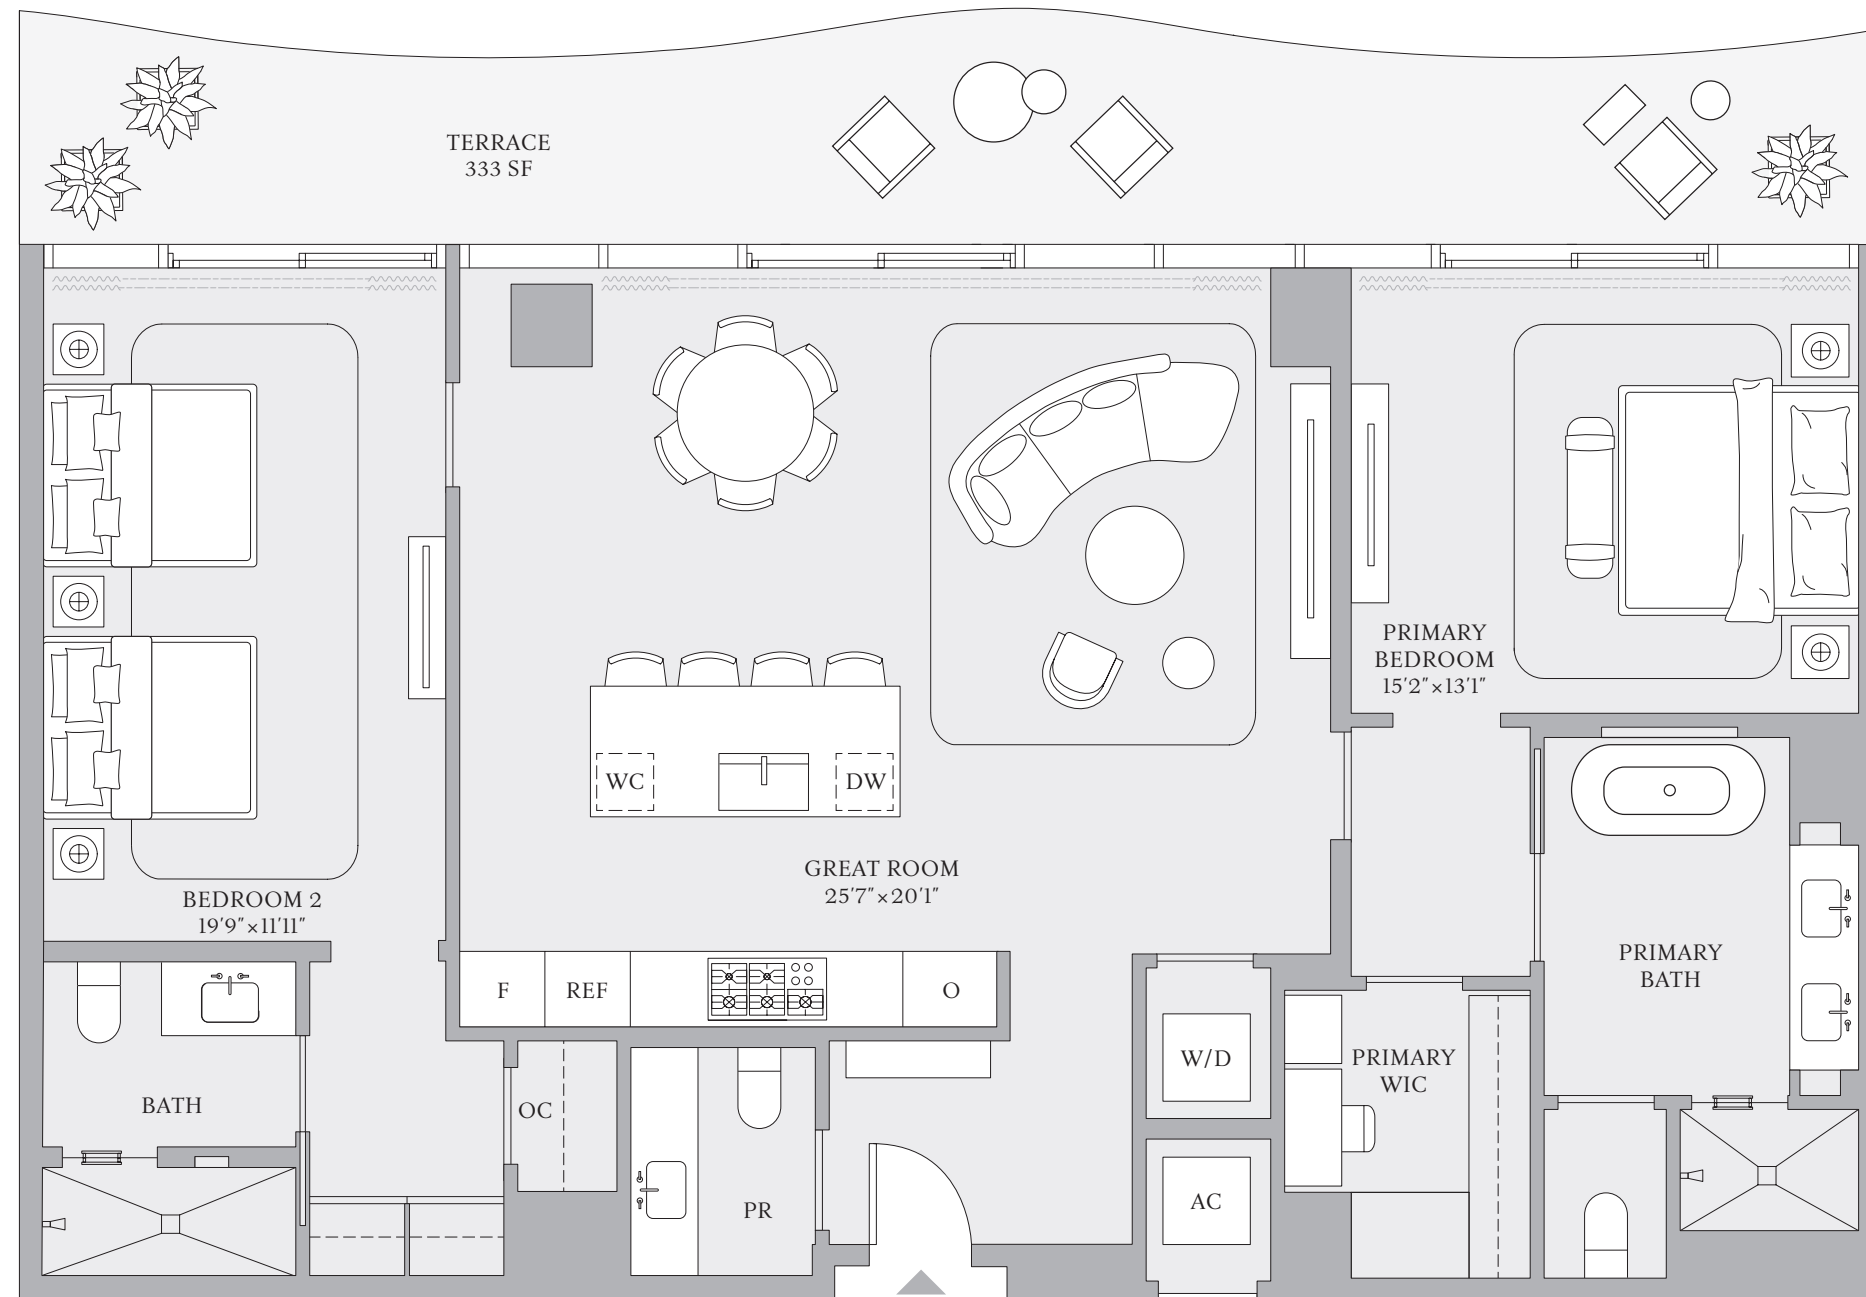 TERRACE
333 SF
PRIMARY
BEDROOM
15'2"×13'1"
WC
DW
GREAT ROOM
25'7"×20'1"
BEDROOM 2
19'9"×11'11"
PRIMARY
BATH
F
REF
O
W/D
PRIMARY
WIC
BATH
OC
PR
AC